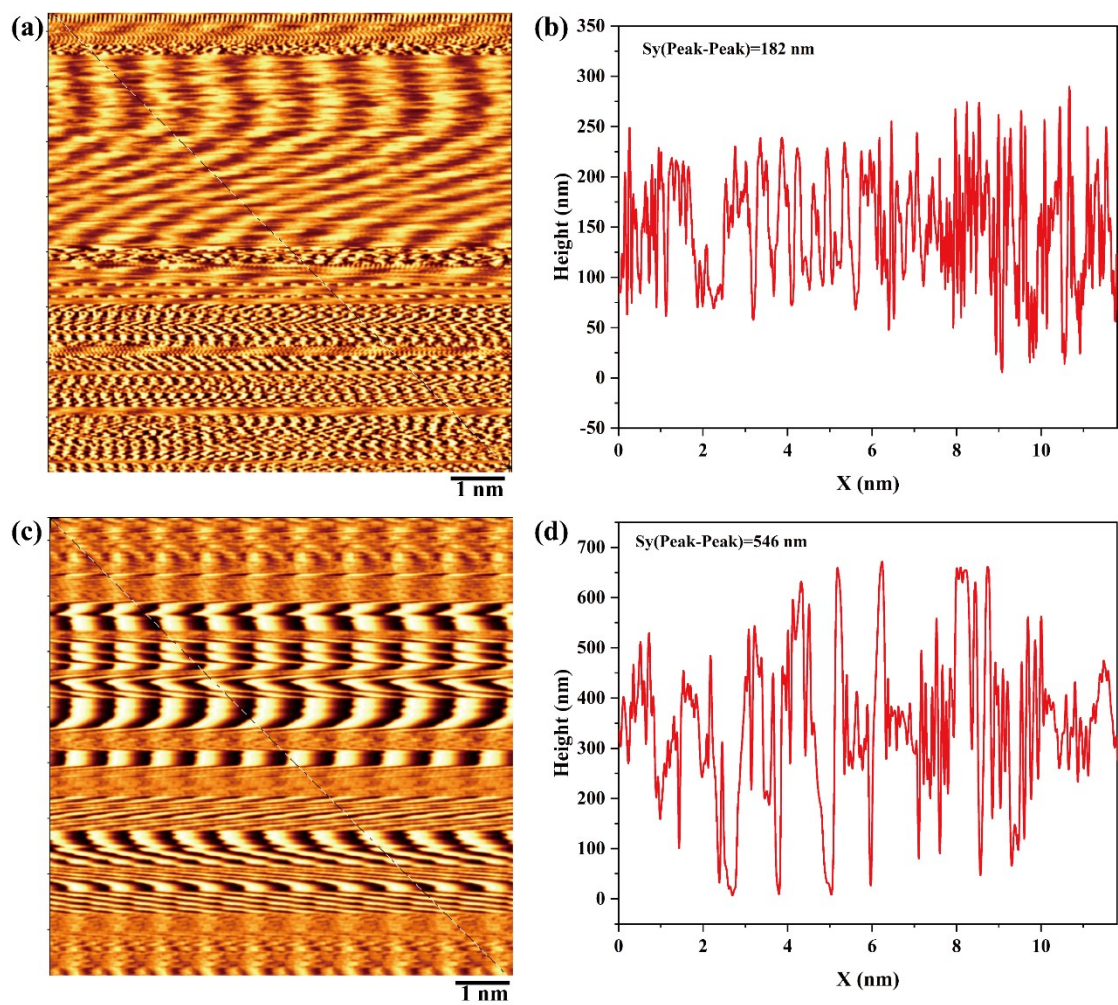 (a)
1 nm
(b)
Sy(Peak-Peak)=182 nm
Height (nm)
350
300
250
200
150
100
50
0
-50
0 2 4 6 8 10
X (nm)
(c)
1 nm
(d)
Sy(Peak-Peak)=546 nm
Height (nm)
700
600
500
400
300
200
100
0
0 2 4 6 8 10
X (nm)